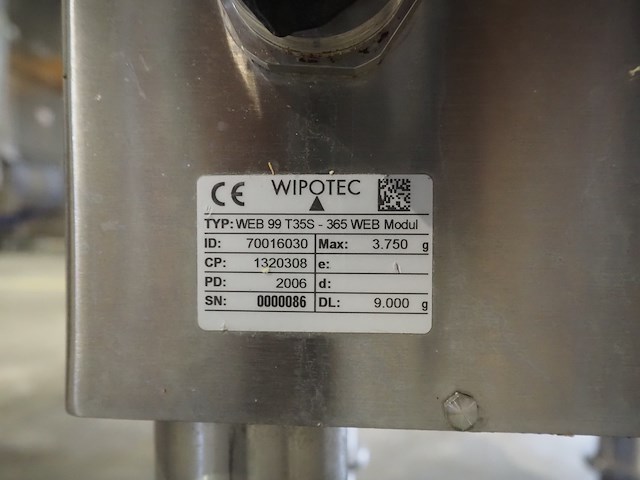 CE WIPOTEC
TYP: WEB 99 T35S - 365 WEB Modul
ID: 70016030 Max: 3.750 g
CP: 1320308 e:
PD: 2006 d:
SN: 0000086 DL: 9.000 g